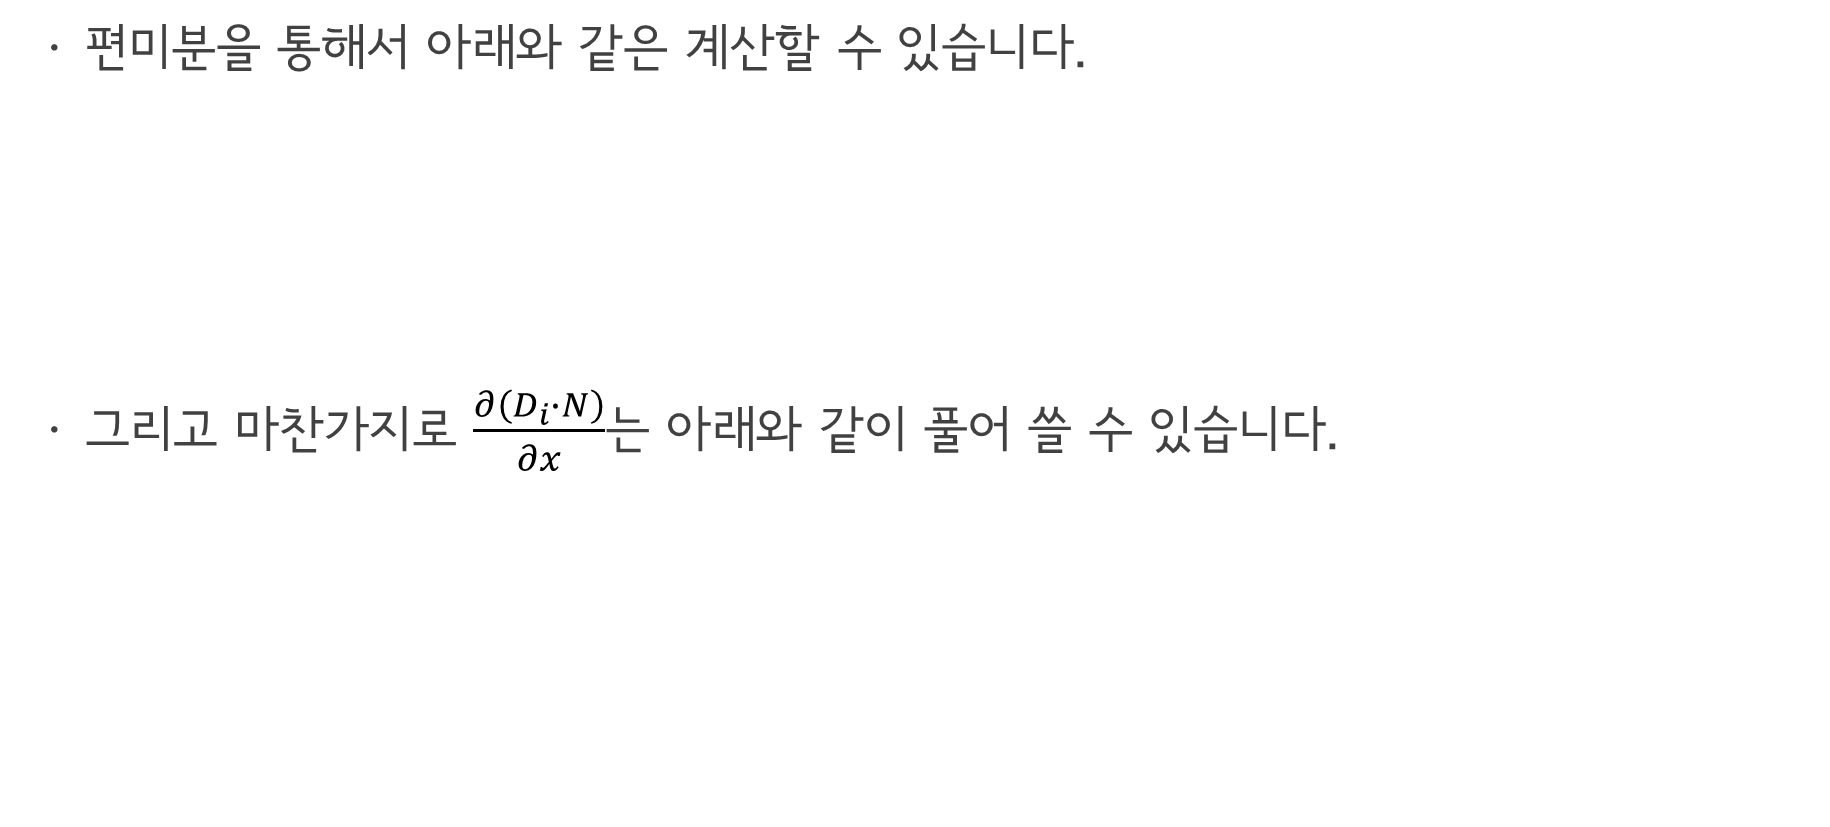 · 편미분을 통해서 아래와 같은 계산할 수 있습니다.
· 그리고 마찬가지로 ∂(Dᵢ·N)/∂x는 아래와 같이 풀어 쓸 수 있습니다.